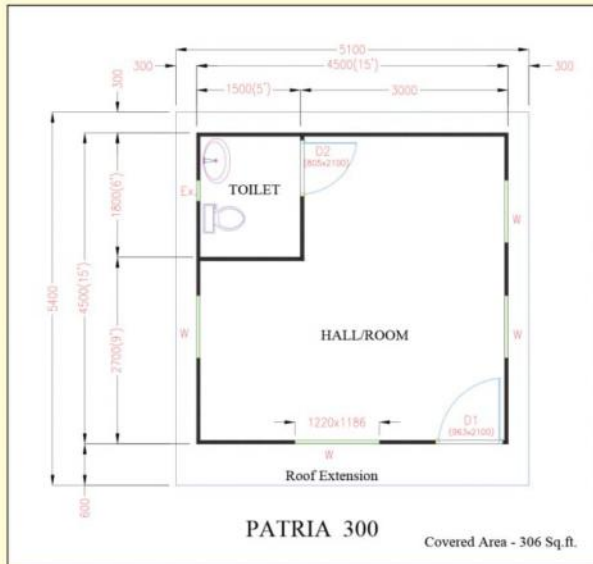 5100
300
4500(15")
300
1500(5")
3000
300
D2
(805x2100)
TOILET
Ex.
1800(6")
W
5400
4500(15")
2700(9")
W
HALL/ROOM
W
1220x1186
D1
(963x2100)
W
600
Roof Extension
PATRIA 300
Covered Area - 306 Sq.ft.